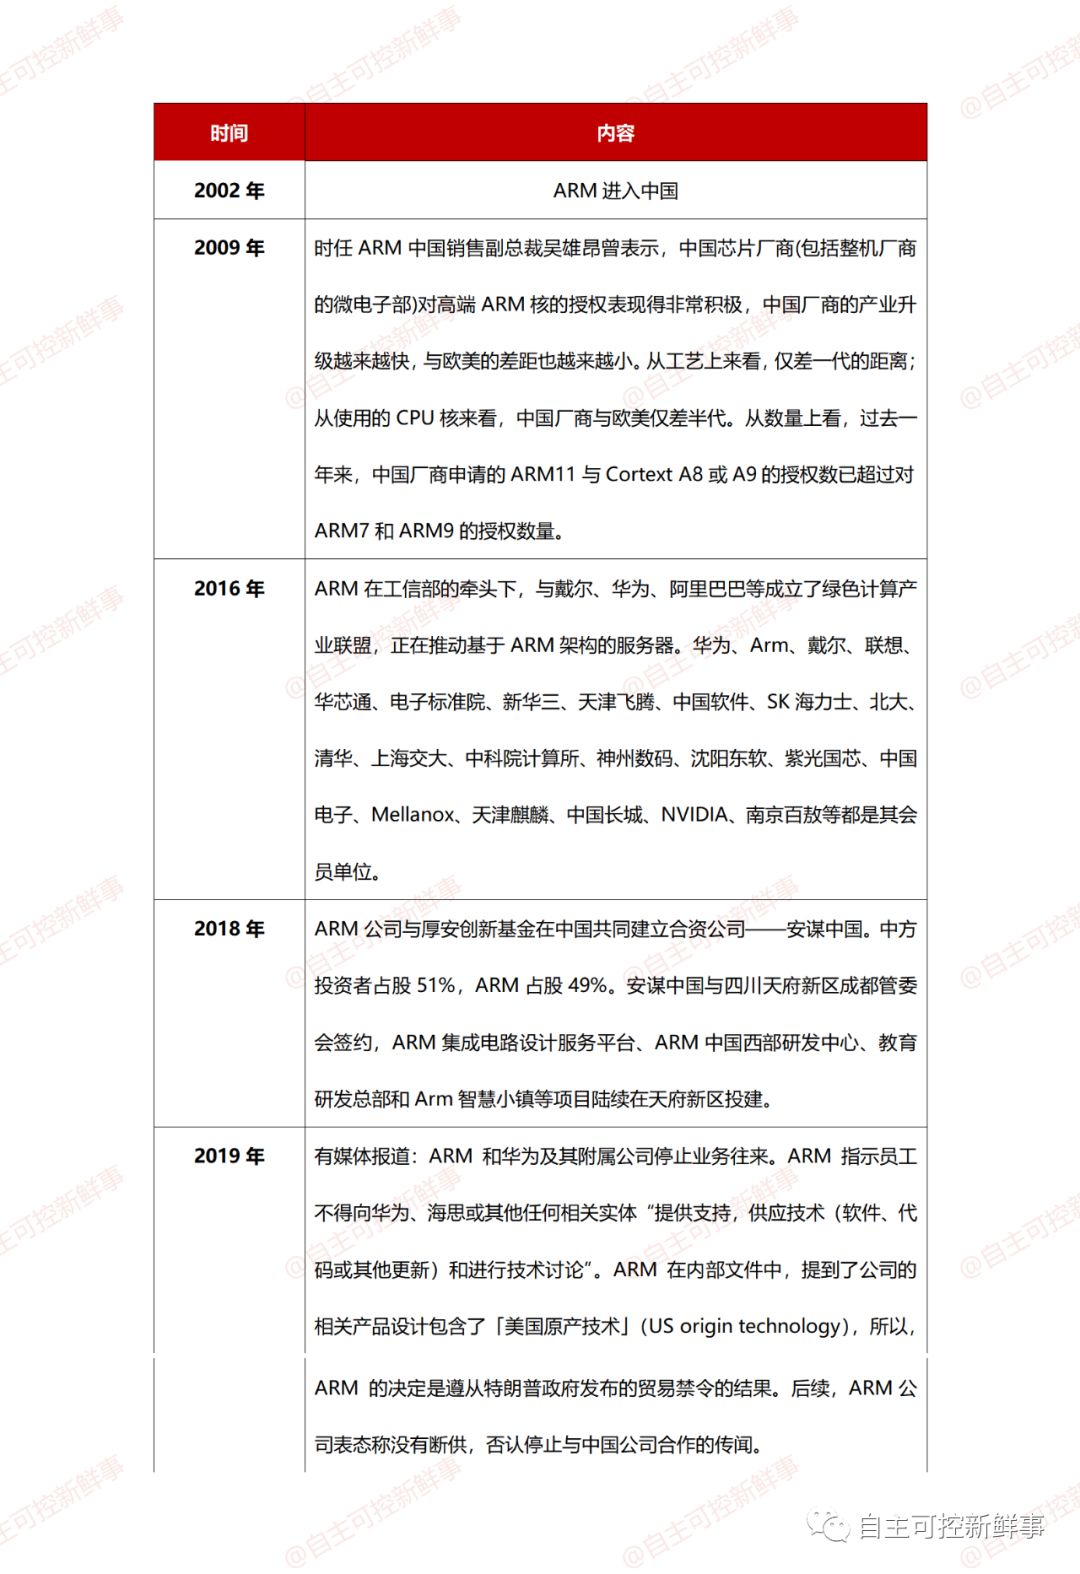 时间 内容
2002 年 ARM 进入中国
2009 年 时任 ARM 中国销售副总裁吴雄昂曾表示，中国芯片厂商(包括整机厂商
的微电子部)对高端 ARM 核的授权表现得非常积极，中国厂商的产业升
级越来越快，与欧美的差距也越来越小。从工艺上来看，仅差一代的距离；
从使用的 CPU 核来看，中国厂商与欧美仅差半代。从数量上看，过去一
年来，中国厂商申请的 ARM11 与 Cortext A8 或 A9 的授权数已超过对
ARM7 和 ARM9 的授权数量。
2016 年 ARM 在工信部的牵头下，与戴尔、华为、阿里巴巴等成立了绿色计算产
业联盟，正在推动基于 ARM 架构的服务器。华为、Arm、戴尔、联想、
华芯通、电子标准院、新华三、天津飞腾、中国软件、SK 海力士、北大、
清华、上海交大、中科院计算所、神州数码、沈阳东软、紫光国芯、中国
电子、Mellanox、天津麒麟、中国长城、NVIDIA、南京百敖等都是其会
员单位。
2018 年 ARM 公司与厚安创新基金在中国共同建立合资公司——安谋中国。中方
投资者占股 51%，ARM 占股 49%。安谋中国与四川天府新区成都管委
会签约，ARM 集成电路设计服务平台、ARM 中国西部研发中心、教育
研发总部和 Arm 智慧小镇等项目陆续在天府新区投建。
2019 年 有媒体报道：ARM 和华为及其附属公司停止业务往来。ARM 指示员工
不得向华为、海思或其他任何相关实体“提供支持，供应技术（软件、代
码或其他更新）和进行技术讨论”。ARM 在内部文件中，提到了公司的
相关产品设计包含了「美国原产技术」（US origin technology），所以，
ARM 的决定是遵从特朗普政府发布的贸易禁令的结果。后续，ARM 公
司表态称没有断供，否认停止与中国公司合作的传闻。
自主可控新鲜事
@自主可控新鲜事